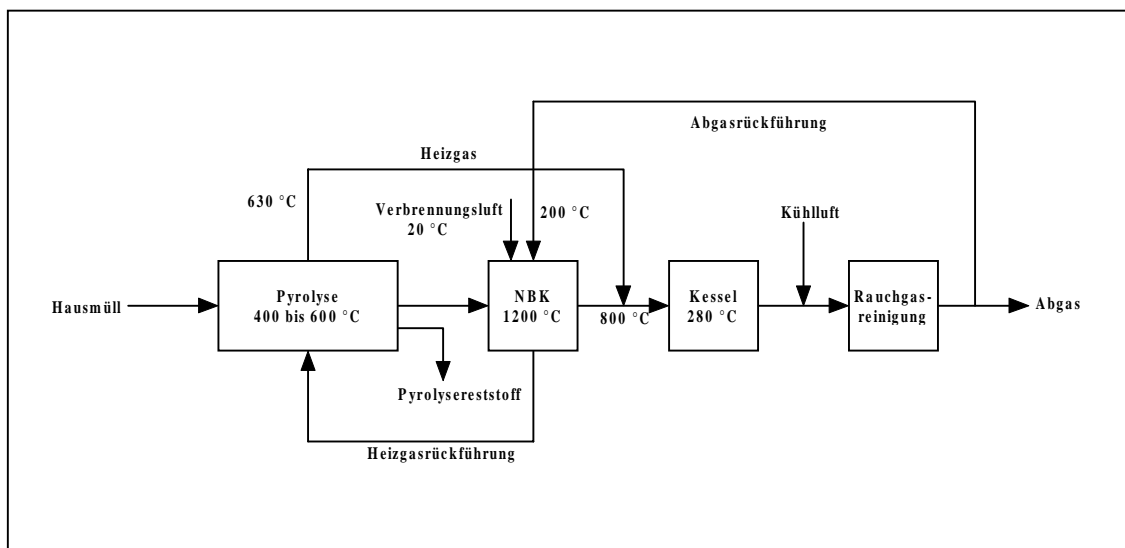 Abgasrückführung
Heizgas
630 °C
Verbrennungsluft
20 °C
200 °C
Kühlluft
Hausmüll
Pyrolyse
400 bis 600 °C
NBK
1200 °C
800 °C
Kessel
280 °C
Rauchgas-
reinigung
Abgas
Pyrolysereststoff
Heizgasrückführung